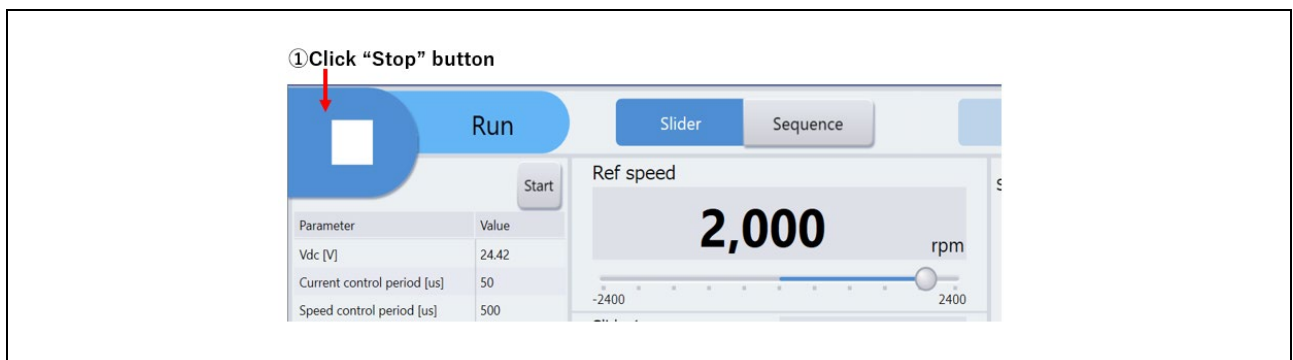 ①Click “Stop” button
Run
Slider
Sequence
Start
Ref speed
2,000
rpm
Parameter Value
Vdc [V] 24.42
Current control period [us] 50
Speed control period [us] 500
-2400 2400